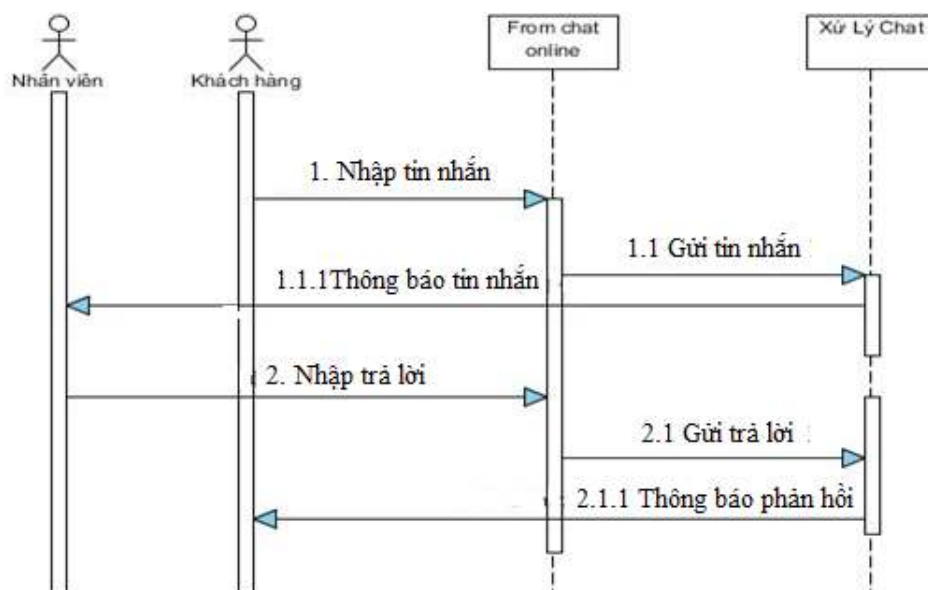 Nhân viên
Khách hàng
From chat
online
Xử Lý Chat
1. Nhập tin nhắn
1.1 Gửi tin nhắn
1.1.1Thông báo tin nhắn
2. Nhập trả lời
2.1 Gửi trả lời
2.1.1 Thông báo phản hồi